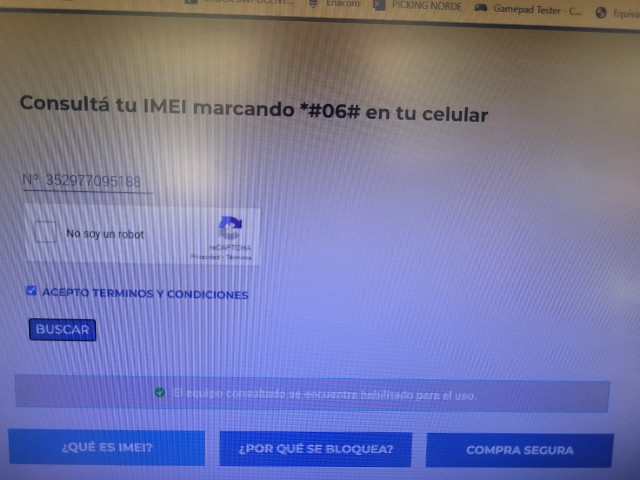 Enacom
PICKING NORDE
Gamepad Tester - C...
Consultá tu IMEI marcando *#06# en tu celular
Nº 352977095188
No soy un robot
reCAPTCHA
Privacidad - Términos
ACEPTO TERMINOS Y CONDICIONES
BUSCAR
El equipo consultado se encuentra habilitado para el uso.
¿QUÉ ES IMEI?
¿POR QUÉ SE BLOQUEA?
COMPRA SEGURA